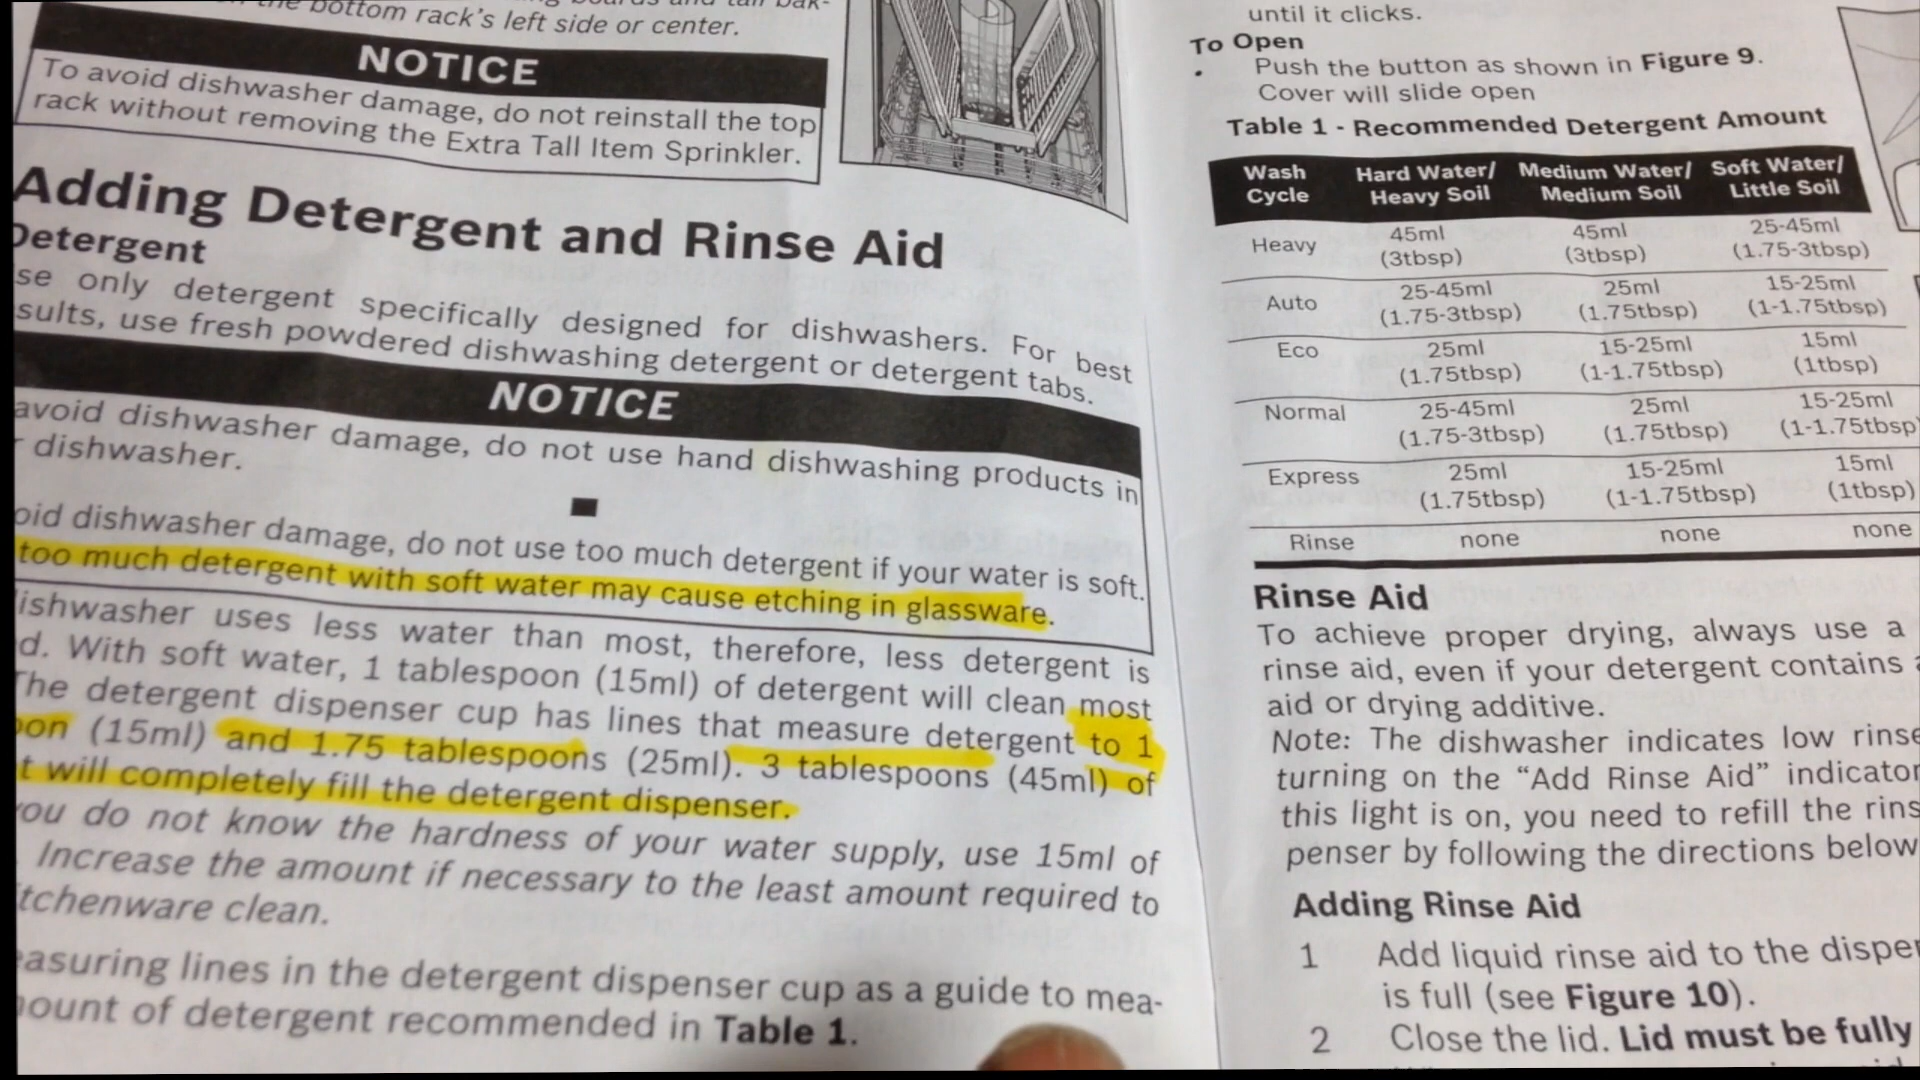 bottom rack's left side or center.
NOTICE
To avoid dishwasher damage, do not reinstall the top
rack without removing the Extra Tall Item Sprinkler.
Adding Detergent and Rinse Aid
Detergent
se only detergent specifically designed for dishwashers. For best
sults, use fresh powdered dishwashing detergent or detergent tabs.
NOTICE
avoid dishwasher damage, do not use hand dishwashing products in
r dishwasher.
■
oid dishwasher damage, do not use too much detergent if your water is soft.
too much detergent with soft water may cause etching in glassware.
ishwasher uses less water than most, therefore, less detergent is
d. With soft water, 1 tablespoon (15ml) of detergent will clean most
The detergent dispenser cup has lines that measure detergent to 1
oon (15ml) and 1.75 tablespoons (25ml). 3 tablespoons (45ml) of
t will completely fill the detergent dispenser.
you do not know the hardness of your water supply, use 15ml of
Increase the amount if necessary to the least amount required to
tchenware clean.
easuring lines in the detergent dispenser cup as a guide to mea-
ount of detergent recommended in Table 1.
until it clicks.
To Open
• Push the button as shown in Figure 9.
Cover will slide open
Table 1 - Recommended Detergent Amount
Wash Cycle Hard Water/ Heavy Soil Medium Water/ Medium Soil Soft Water/ Little Soil
Heavy 45ml (3tbsp) 45ml (3tbsp) 25-45ml (1.75-3tbsp)
Auto 25-45ml (1.75-3tbsp) 25ml (1.75tbsp) 15-25ml (1-1.75tbsp)
Eco 25ml (1.75tbsp) 15-25ml (1-1.75tbsp) 15ml (1tbsp)
Normal 25-45ml (1.75-3tbsp) 25ml (1.75tbsp) 15-25ml (1-1.75tbsp)
Express 25ml (1.75tbsp) 15-25ml (1-1.75tbsp) 15ml (1tbsp)
Rinse none none none
Rinse Aid
To achieve proper drying, always use a
rinse aid, even if your detergent contains a
aid or drying additive.
Note: The dishwasher indicates low rinse
turning on the “Add Rinse Aid” indicator
this light is on, you need to refill the rins
penser by following the directions below
Adding Rinse Aid
1 Add liquid rinse aid to the dispe
is full (see Figure 10).
2 Close the lid. Lid must be fully